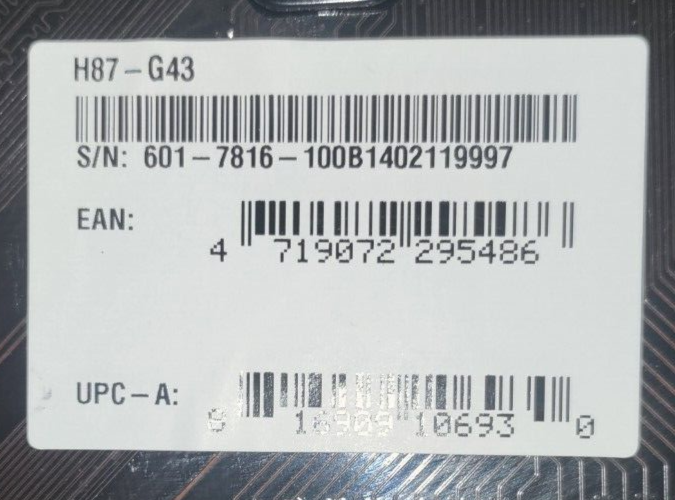 H87-G43
S/N: 601-7816-100B1402119997
EAN:
4 719072 295486
UPC-A:
8 16909 10693 0